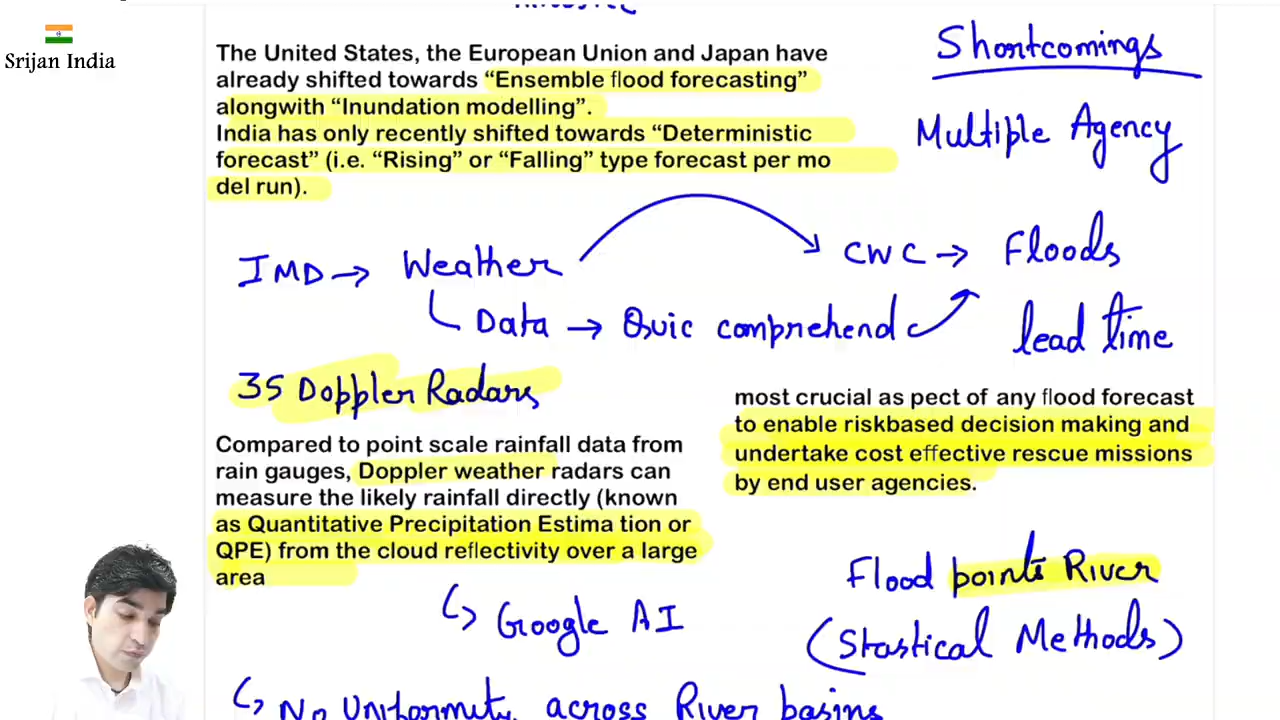 Srijan India
The United States, the European Union and Japan have
already shifted towards “Ensemble flood forecasting”
alongwith “Inundation modelling”.
India has only recently shifted towards “Deterministic
forecast” (i.e. “Rising” or “Falling” type forecast per mo
del run).
Shortcomings
Multiple Agency
IMD → Weather
CWC → Floods
Data → Quic comprehend
lead time
35 Doppler Radars
Compared to point scale rainfall data from
rain gauges, Doppler weather radars can
measure the likely rainfall directly (known
as Quantitative Precipitation Estima tion or
QPE) from the cloud reflectivity over a large
area
most crucial as pect of any flood forecast
to enable riskbased decision making and
undertake cost effective rescue missions
by end user agencies.
Google AI
Flood points River
(Stastical Methods)
No Uniformity across River basins